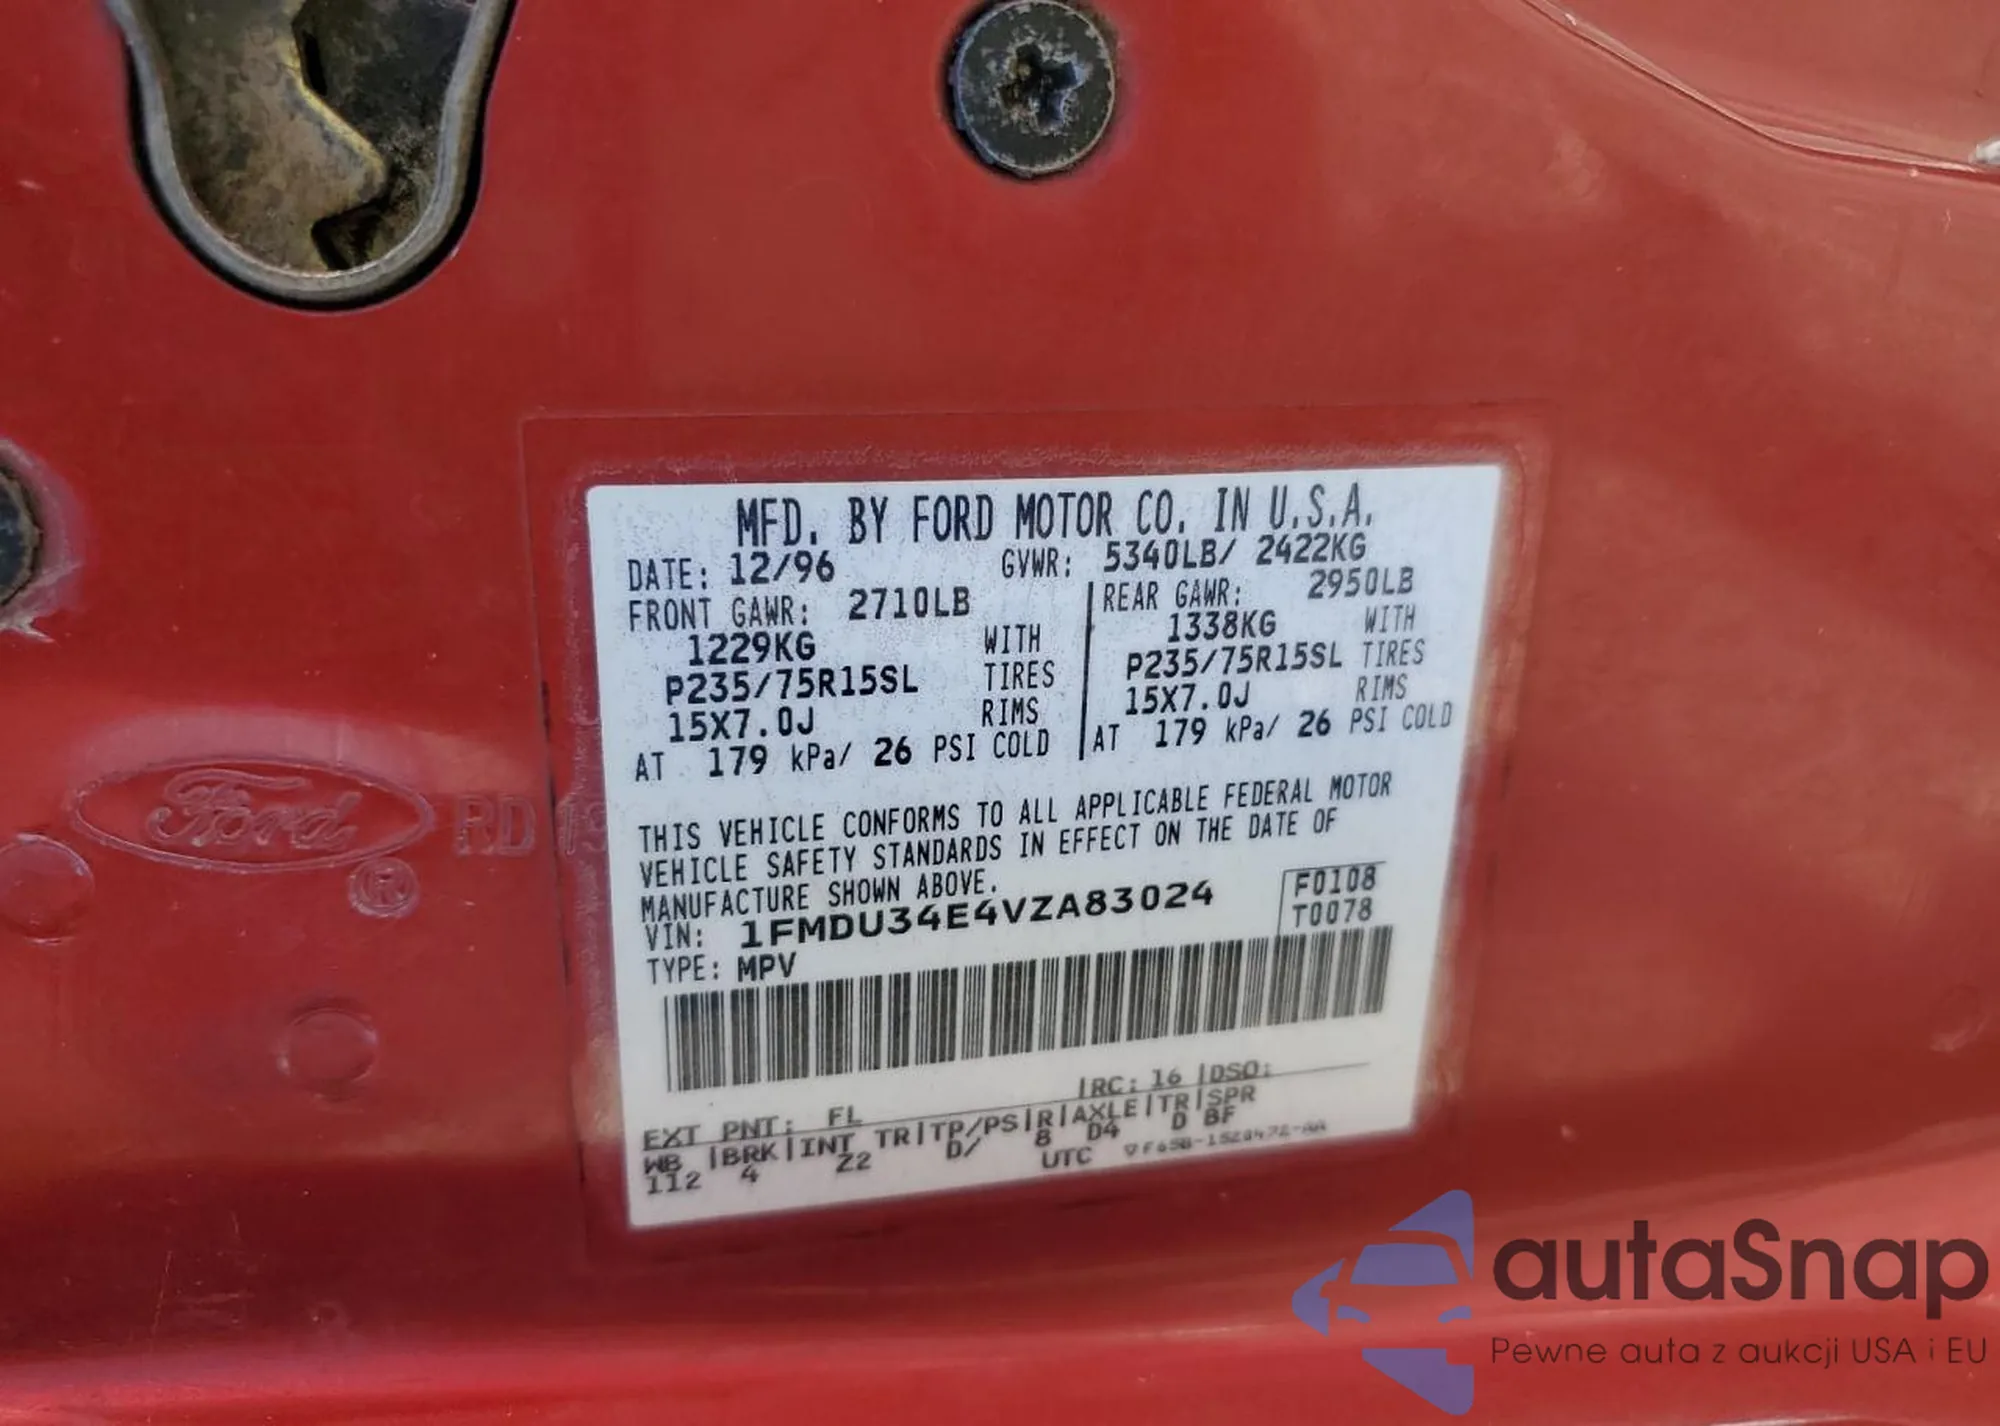 MFD. BY FORD MOTOR CO. IN U.S.A.
DATE: 12/96 GVWR: 5340LB/ 2422KG
FRONT GAWR: 2710LB REAR GAWR: 2950LB
1229KG WITH 1338KG WITH
P235/75R15SL TIRES P235/75R15SL TIRES
15X7.0J RIMS 15X7.0J RIMS
AT 179 kPa/ 26 PSI COLD AT 179 kPa/ 26 PSI COLD
THIS VEHICLE CONFORMS TO ALL APPLICABLE FEDERAL MOTOR
VEHICLE SAFETY STANDARDS IN EFFECT ON THE DATE OF
MANUFACTURE SHOWN ABOVE.
VIN: 1FMDU34E4VZA83024 F0108
TYPE: MPV T0078
EXT PNT: FL RC: 16 DSO:
WB BRK INT TR TP/PS R AXLE TR SPR
112 4 Z2 D/ 8 D4 D BF
UTC
Ford ® RD 19
autaSnap
Pewne auta z aukcji USA i EU